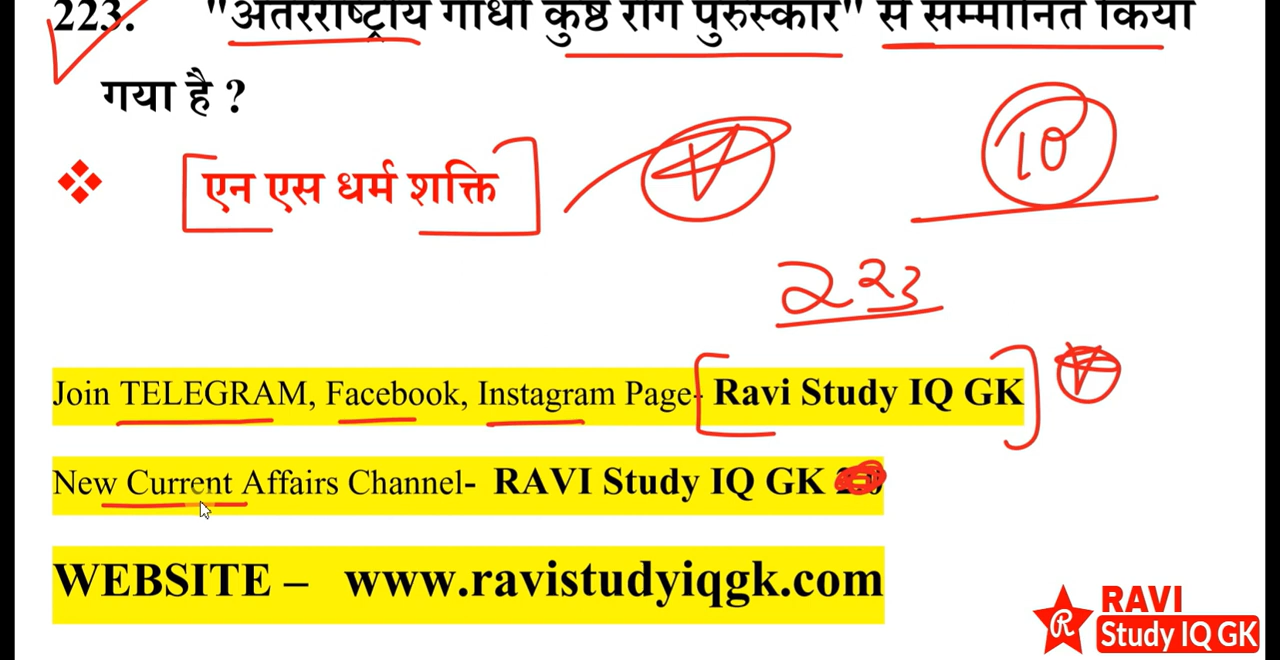 223. "अंतरराष्ट्रीय गांधी कुष्ठ रोग पुरुस्कार" से सम्मानित किया
गया है ?
❖ एन एस धर्म शक्ति
10
223
Join TELEGRAM, Facebook, Instagram Page- Ravi Study IQ GK
New Current Affairs Channel- RAVI Study IQ GK
WEBSITE – www.ravistudyiqgk.com
R
RAVI
Study IQ GK